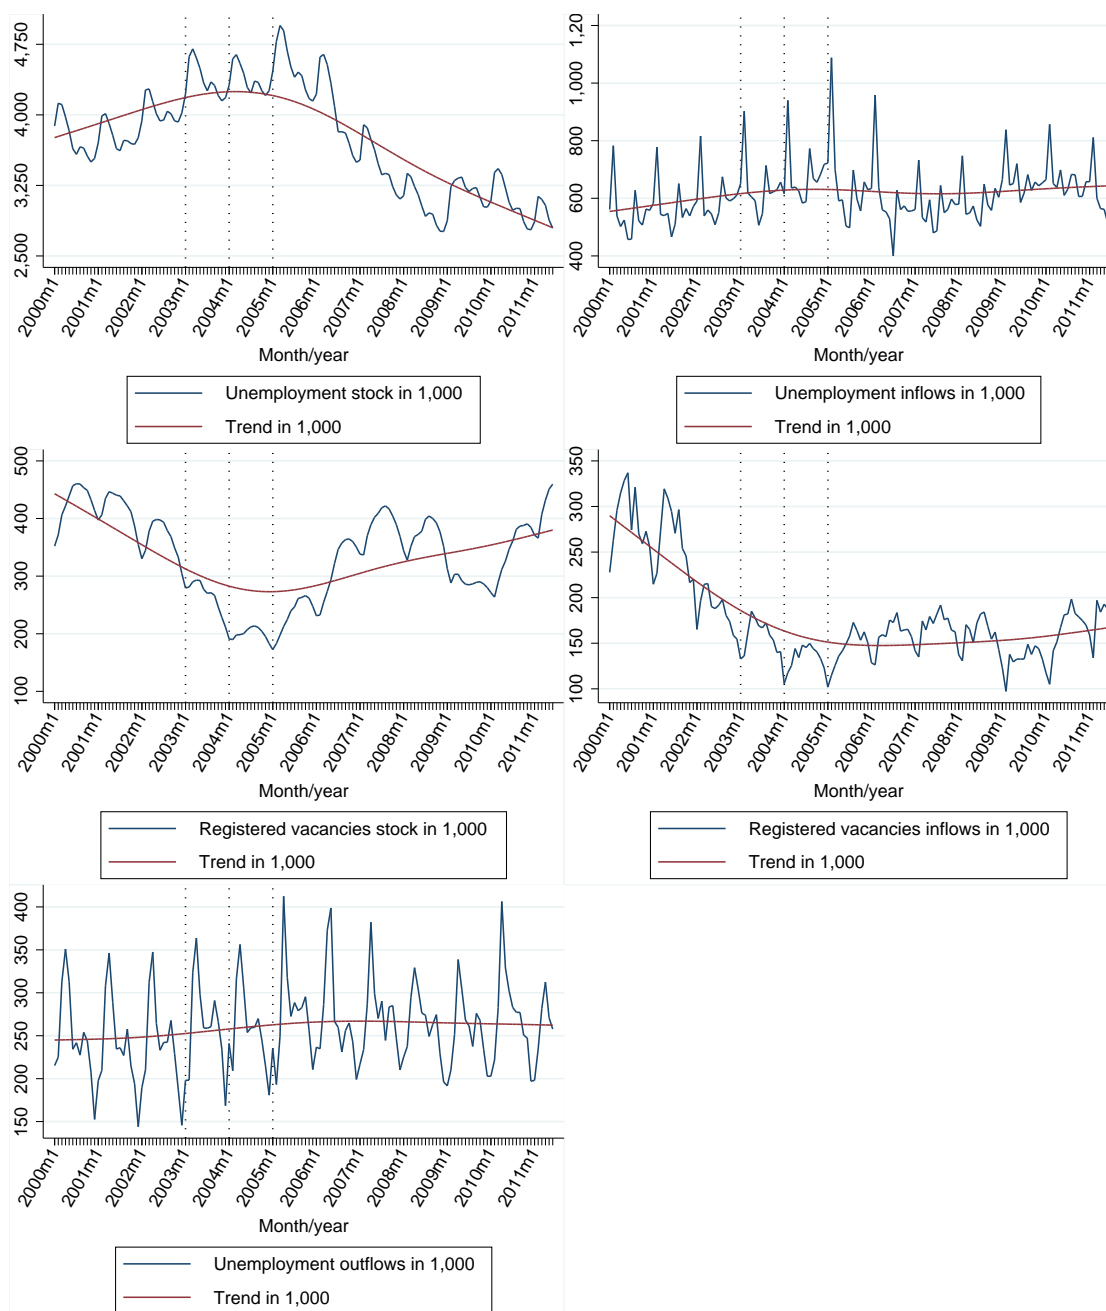 4,750
4,000
3,250
2,500
2000m1
2001m1
2002m1
2003m1
2004m1
2005m1
2006m1
2007m1
2008m1
2009m1
2010m1
2011m1
Month/year
Unemployment stock in 1,000
Trend in 1,000
1,20
1,000
800
600
400
2000m1
2001m1
2002m1
2003m1
2004m1
2005m1
2006m1
2007m1
2008m1
2009m1
2010m1
2011m1
Month/year
Unemployment inflows in 1,000
Trend in 1,000
500
400
300
200
100
2000m1
2001m1
2002m1
2003m1
2004m1
2005m1
2006m1
2007m1
2008m1
2009m1
2010m1
2011m1
Month/year
Registered vacancies stock in 1,000
Trend in 1,000
350
300
250
200
150
100
2000m1
2001m1
2002m1
2003m1
2004m1
2005m1
2006m1
2007m1
2008m1
2009m1
2010m1
2011m1
Month/year
Registered vacancies inflows in 1,000
Trend in 1,000
400
350
300
250
200
150
2000m1
2001m1
2002m1
2003m1
2004m1
2005m1
2006m1
2007m1
2008m1
2009m1
2010m1
2011m1
Month/year
Unemployment outflows in 1,000
Trend in 1,000